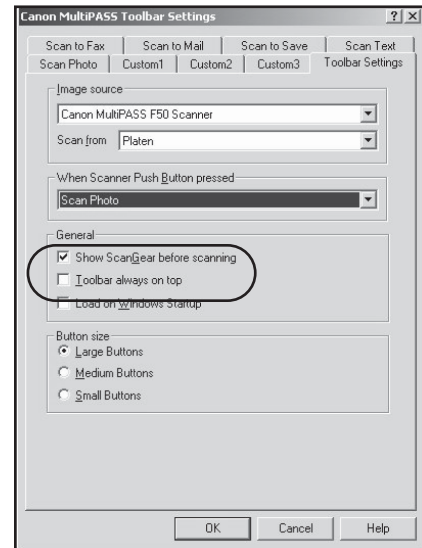 Canon MultiPASS Toolbar Settings
Scan to Fax Scan to Mail Scan to Save Scan Text
Scan Photo Custom1 Custom2 Custom3 Toolbar Settings
Image source
Canon MultiPASS F50 Scanner
Scan from Platen
When Scanner Push Button pressed
Scan Photo
General
Show ScanGear before scanning
Toolbar always on top
Load on Windows Startup
Button size
Large Buttons
Medium Buttons
Small Buttons
OK Cancel Help